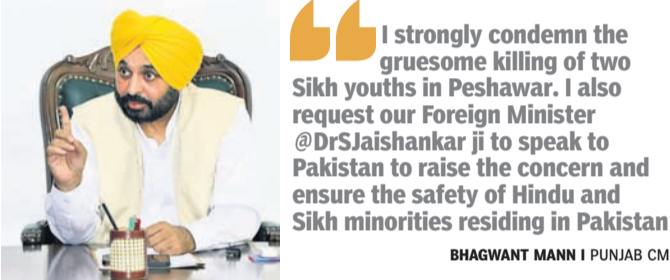 I strongly condemn the
gruesome killing of two
Sikh youths in Peshawar. I also
request our Foreign Minister
@DrSJaishankar ji to speak to
Pakistan to raise the concern and
ensure the safety of Hindu and
Sikh minorities residing in Pakistan
BHAGWANT MANN I PUNJAB CM